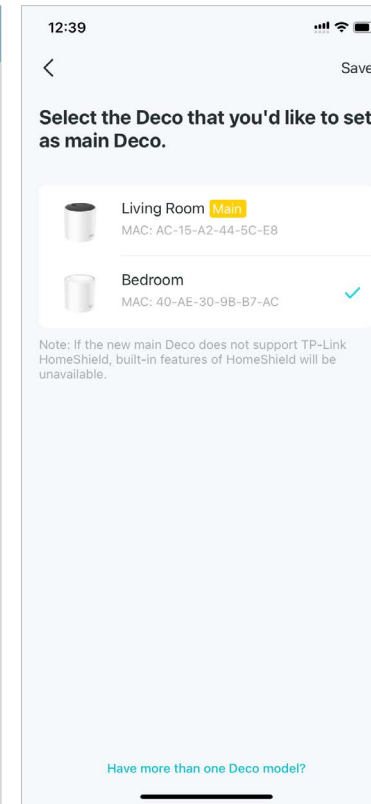 12:39
Save
Select the Deco that you'd like to set
as main Deco.
Living Room Main
MAC: AC-15-A2-44-5C-E8
Bedroom
MAC: 40-AE-30-9B-B7-AC
Note: If the new main Deco does not support TP-Link
HomeShield, built-in features of HomeShield will be
unavailable.
Have more than one Deco model?